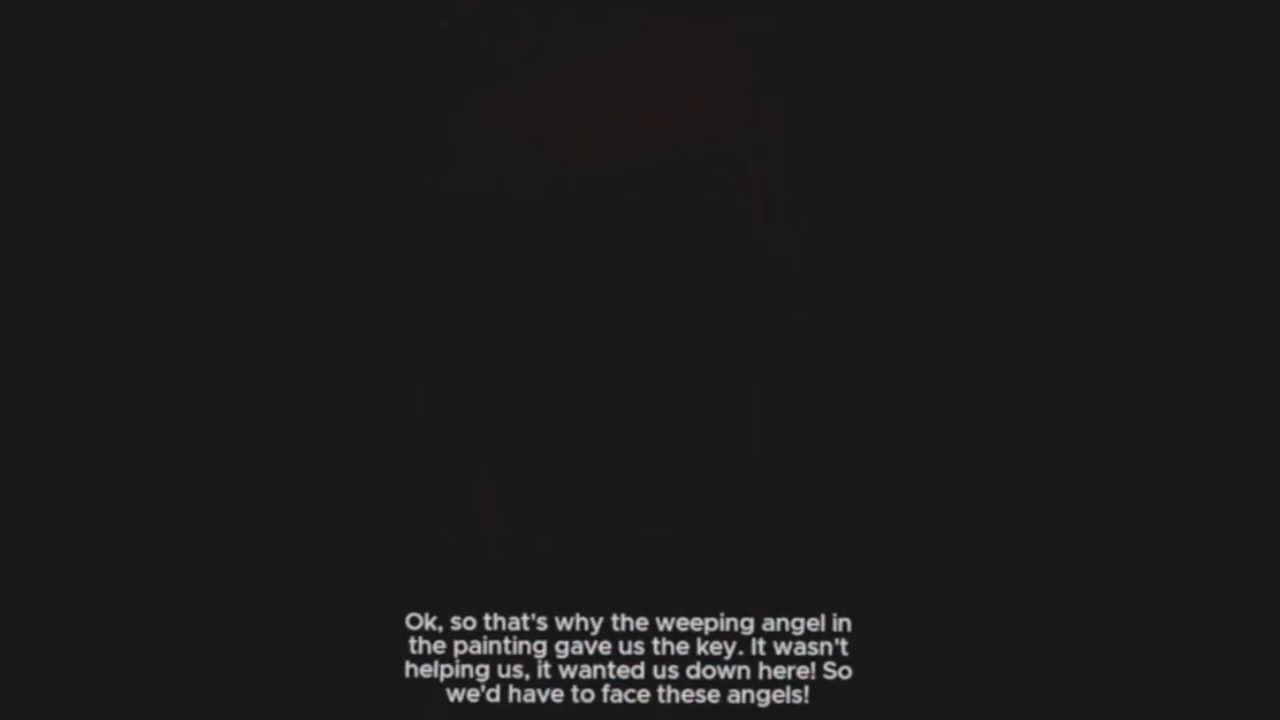 Ok, so that's why the weeping angel in
the painting gave us the key. It wasn't
helping us, it wanted us down here! So
we'd have to face these angels!